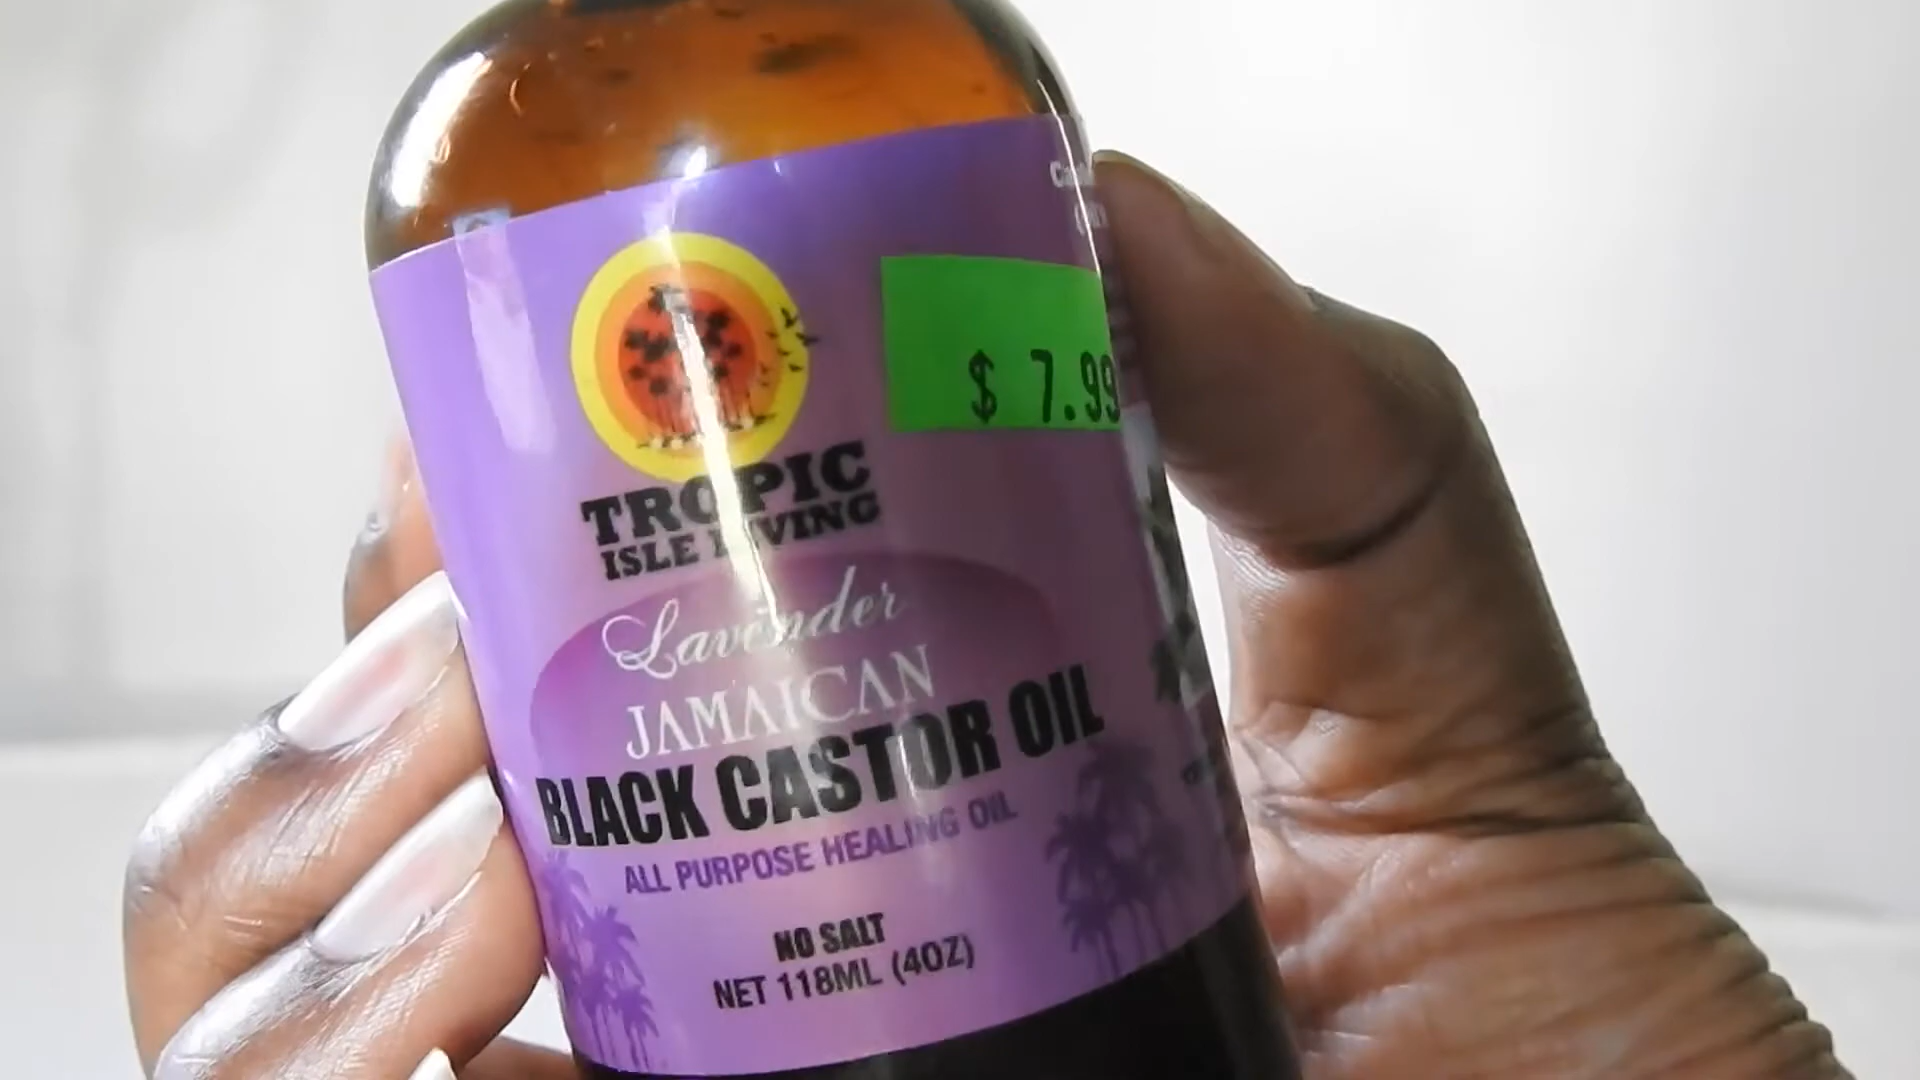 $ 7.99
TROPIC
ISLE LIVING
Lavender
JAMAICAN
BLACK CASTOR OIL
ALL PURPOSE HEALING OIL
NO SALT
NET 118ML (4OZ)